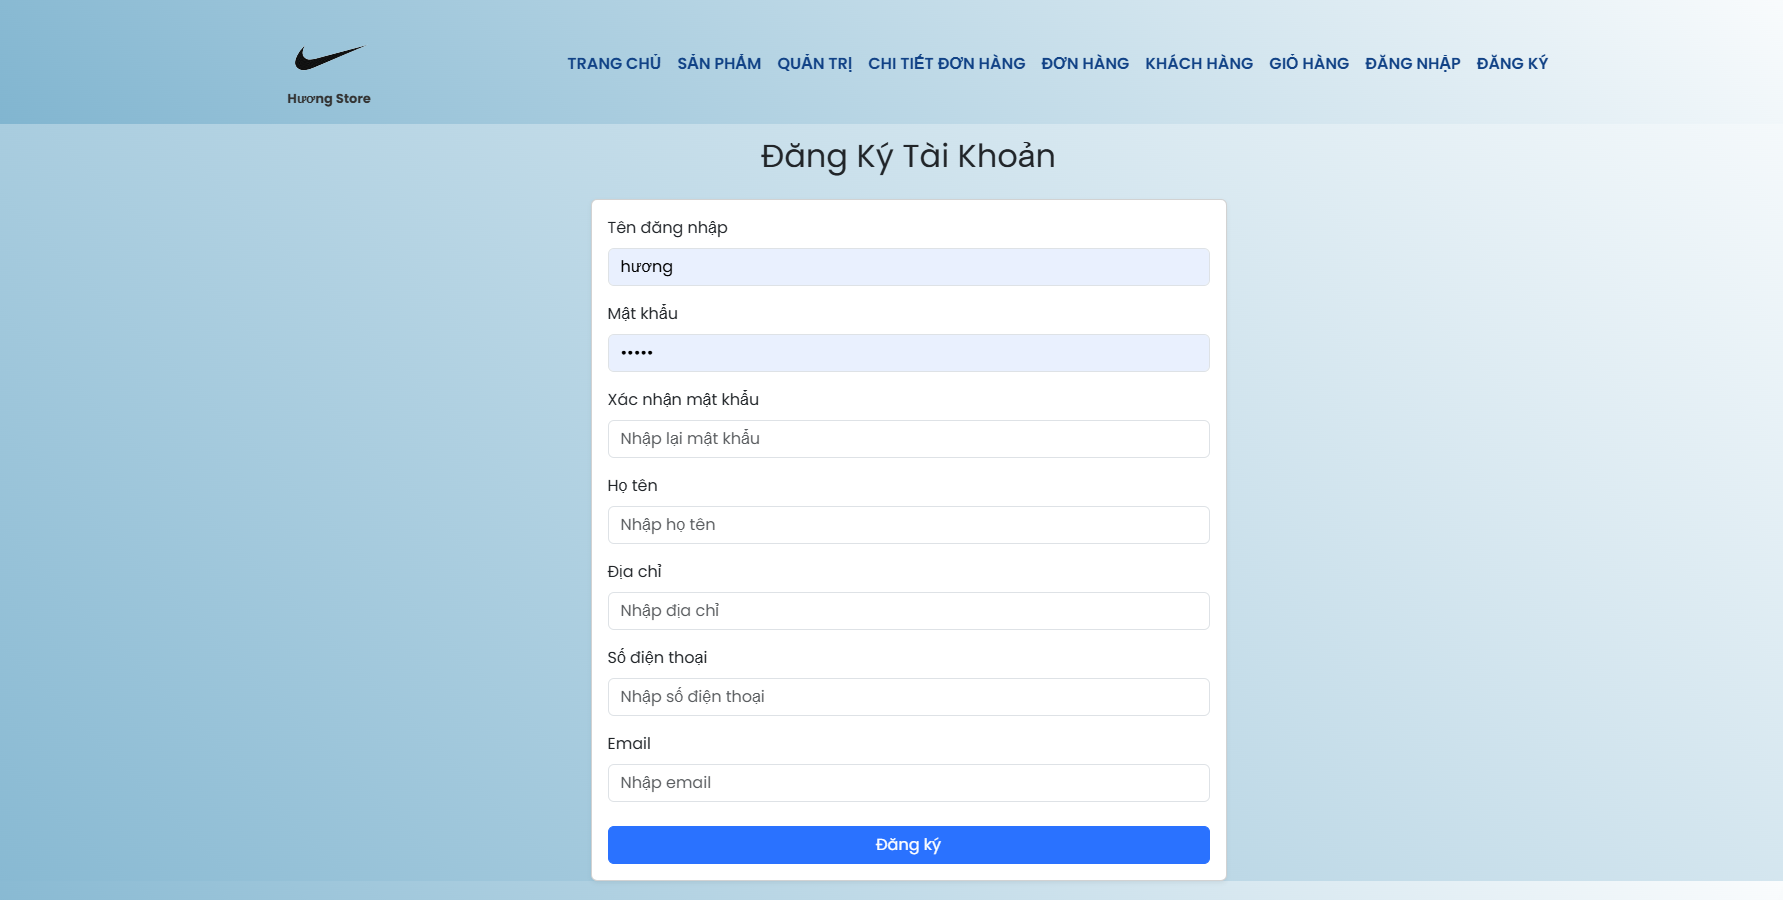 TRANG CHỦ SẢN PHẨM QUẢN TRỊ CHI TIẾT ĐƠN HÀNG ĐƠN HÀNG KHÁCH HÀNG GIỎ HÀNG ĐĂNG NHẬP ĐĂNG KÝ
Hương Store
Đăng Ký Tài Khoản
Tên đăng nhập
hương
Mật khẩu
•••••
Xác nhận mật khẩu
Nhập lại mật khẩu
Họ tên
Nhập họ tên
Địa chỉ
Nhập địa chỉ
Số điện thoại
Nhập số điện thoại
Email
Nhập email
Đăng ký